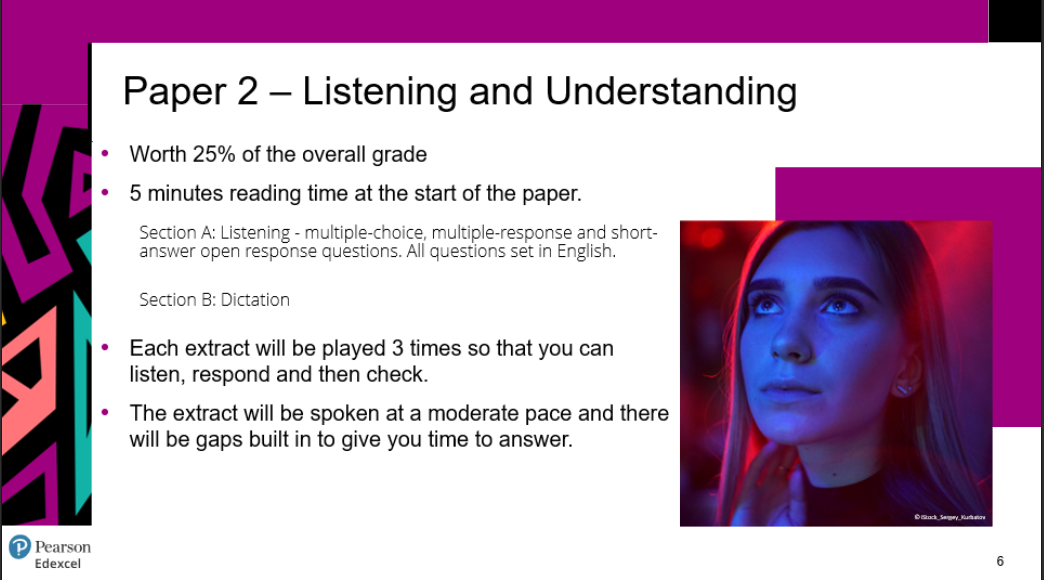 Paper 2 – Listening and Understanding
• Worth 25% of the overall grade
• 5 minutes reading time at the start of the paper.
Section A: Listening - multiple-choice, multiple-response and short-
answer open response questions. All questions set in English.
Section B: Dictation
• Each extract will be played 3 times so that you can
listen, respond and then check.
• The extract will be spoken at a moderate pace and there
will be gaps built in to give you time to answer.
© iStock_Sergey_Kurbatov
Pearson
Edexcel
6